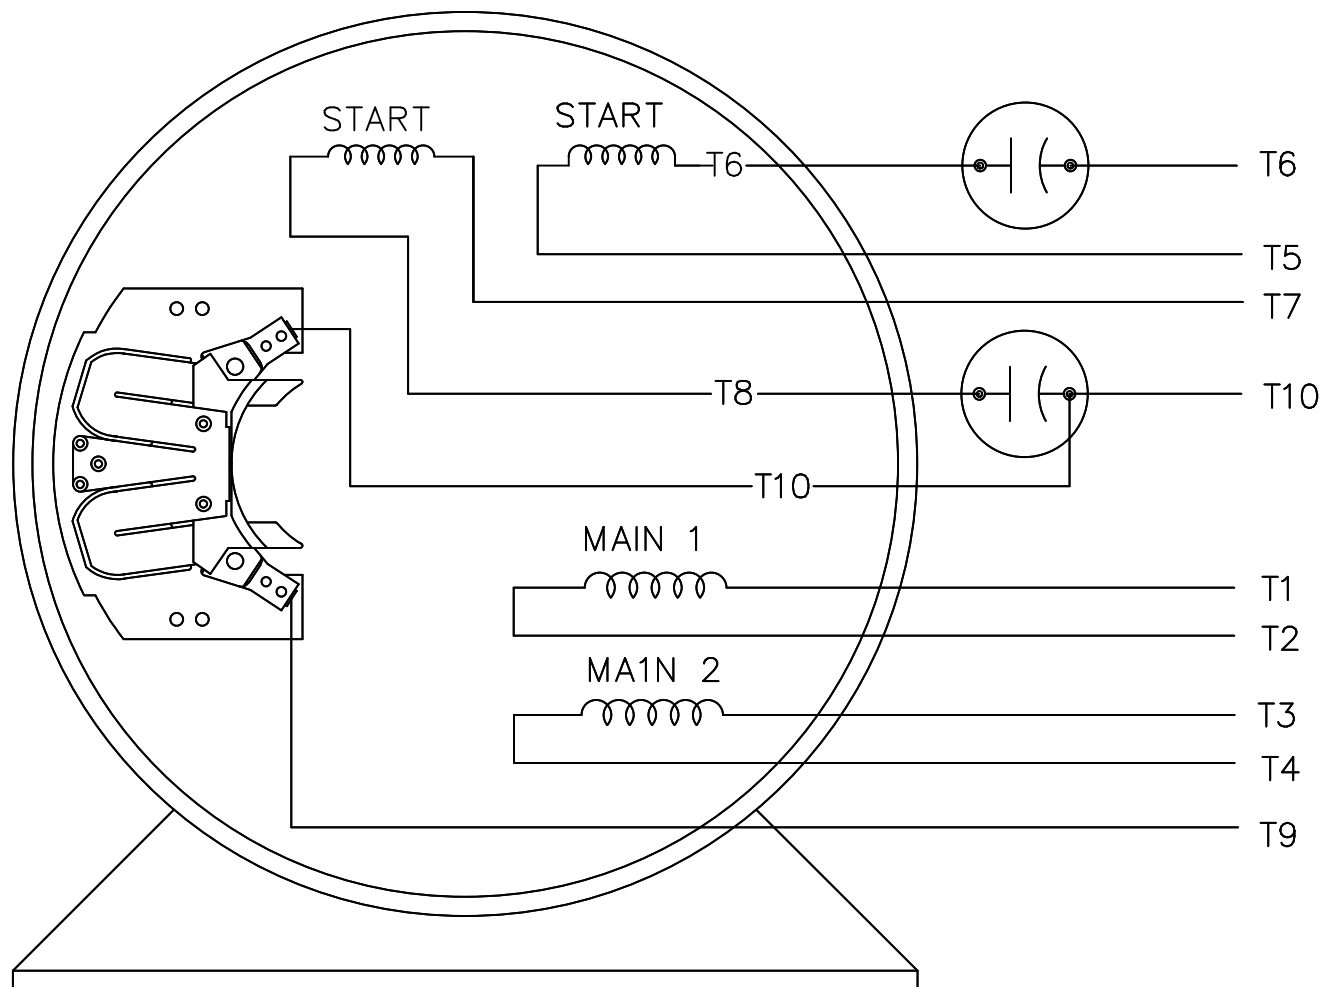 START START
T6 T6
T5
T7
T8 T10
T10
MAIN 1
T1
T2
MA1N 2
T3
T4
T9